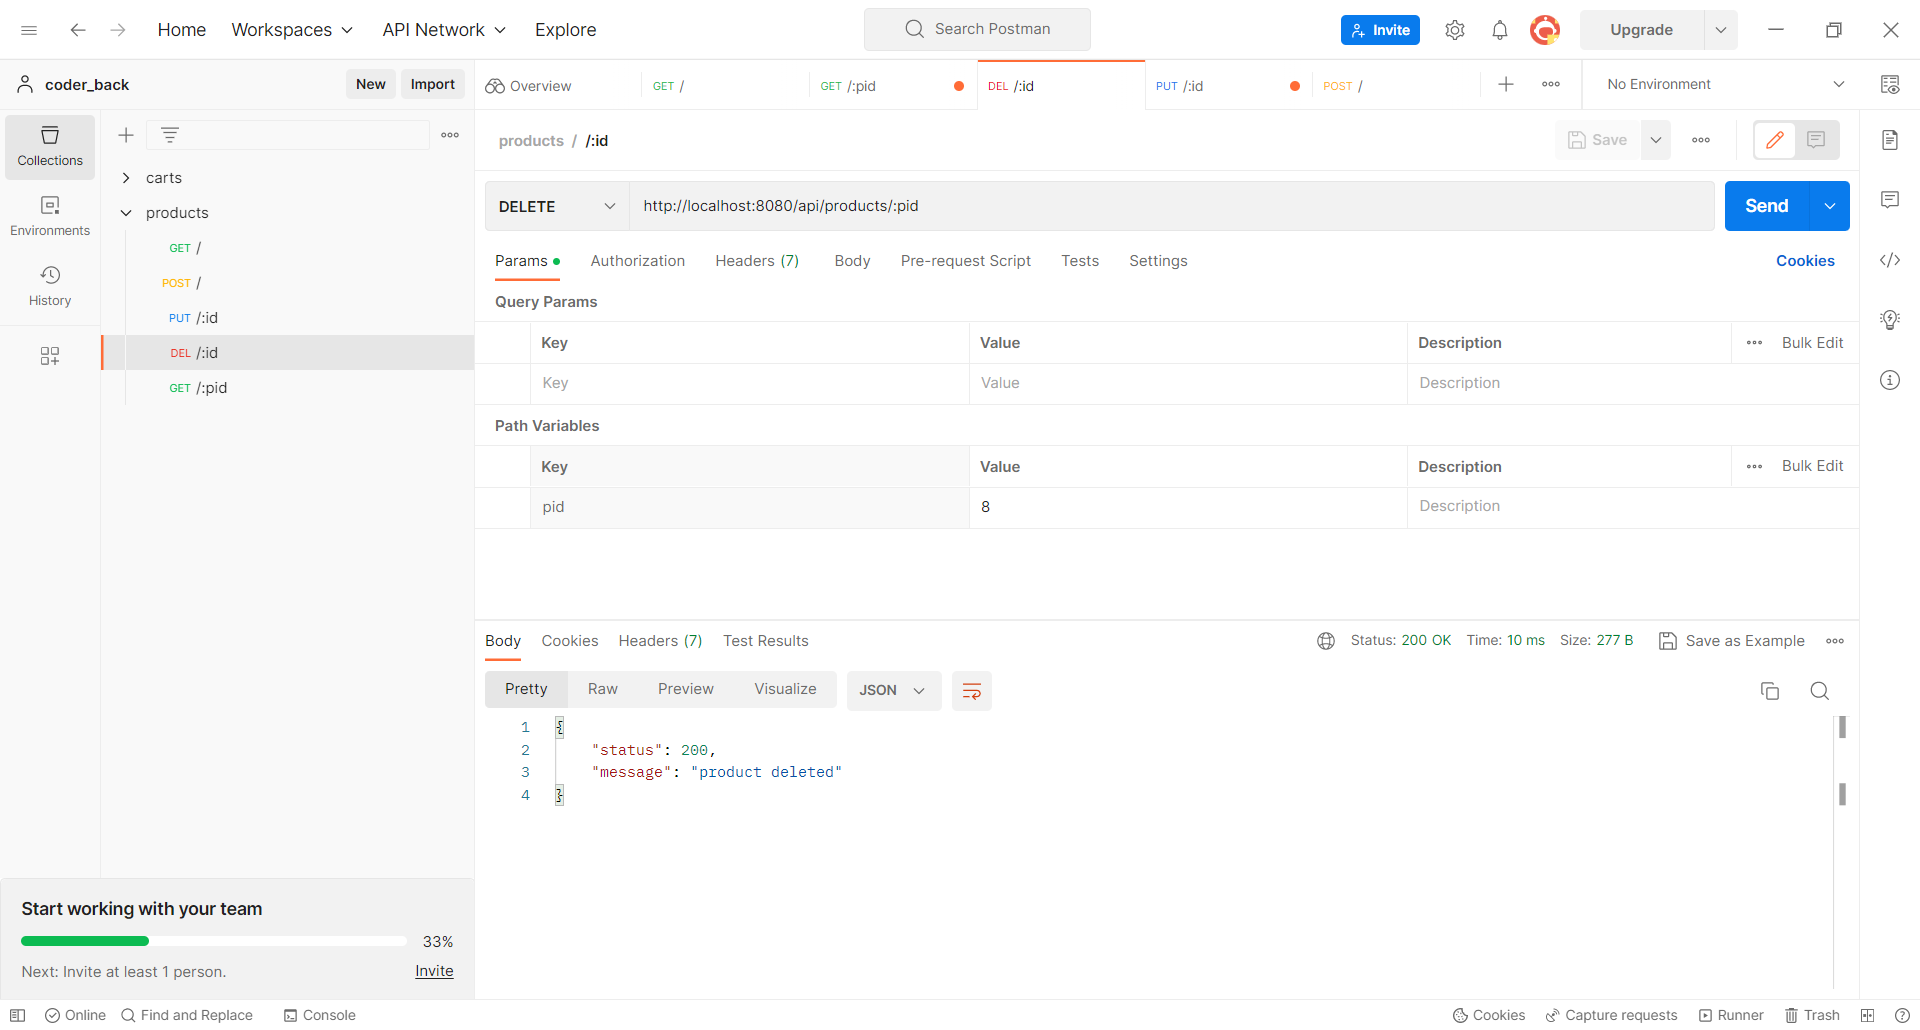 Home Workspaces API Network Explore Search Postman Invite Upgrade
coder_back New Import Overview GET / GET /:pid DEL /:id PUT /:id POST / No Environment
Collections
Environments
History
carts
products
GET /
POST /
PUT /:id
DEL /:id
GET /:pid
products / /:id Save
DELETE http://localhost:8080/api/products/:pid Send
Params Authorization Headers (7) Body Pre-request Script Tests Settings Cookies
Query Params
Key Value Description Bulk Edit
Key Value Description
Path Variables
Key Value Description Bulk Edit
pid 8 Description
Body Cookies Headers (7) Test Results Status: 200 OK Time: 10 ms Size: 277 B Save as Example
Pretty Raw Preview Visualize JSON
1 {
2 "status": 200,
3 "message": "product deleted"
4 }
Start working with your team
33%
Next: Invite at least 1 person. Invite
Online Find and Replace Console Cookies Capture requests Runner Trash